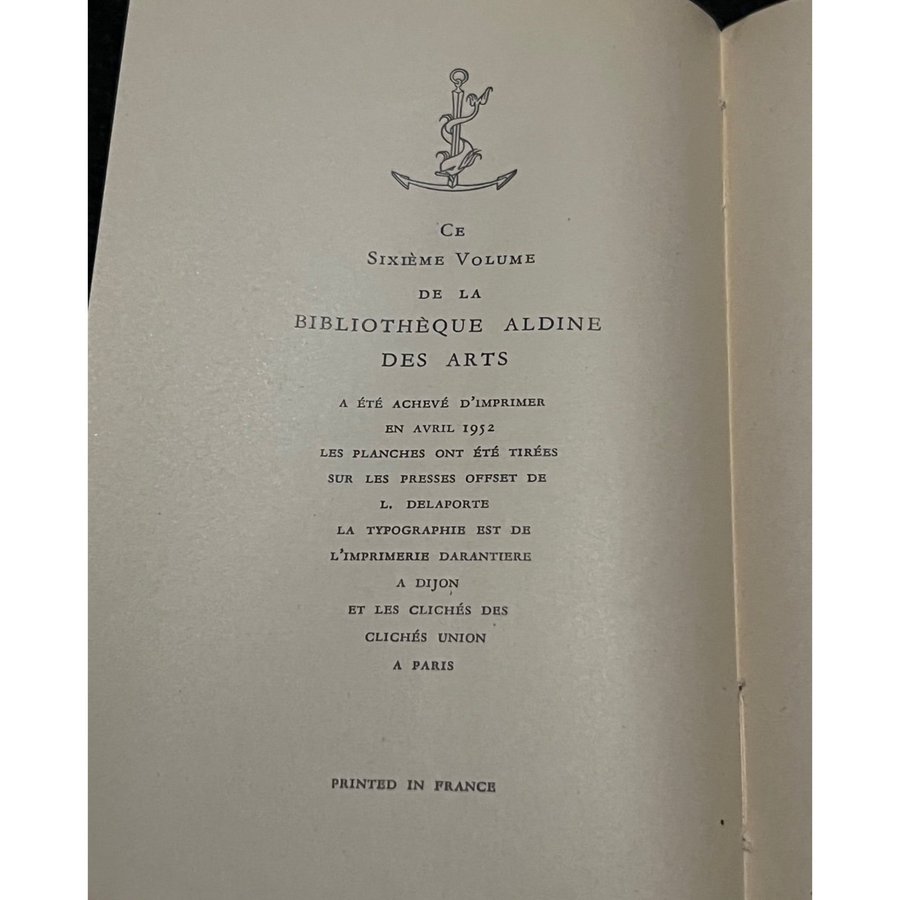 Ce
Sixième Volume
DE LA
BIBLIOTHÈQUE ALDINE
DES ARTS
A ÉTÉ ACHEVÉ D'IMPRIMER
EN AVRIL 1952
LES PLANCHES ONT ÉTÉ TIRÉES
SUR LES PRESSES OFFSET DE
L. DELAPORTE
LA TYPOGRAPHIE EST DE
L'IMPRIMERIE DARANTIERE
A DIJON
ET LES CLICHÉS DES
CLICHÉS UNION
A PARIS
PRINTED IN FRANCE